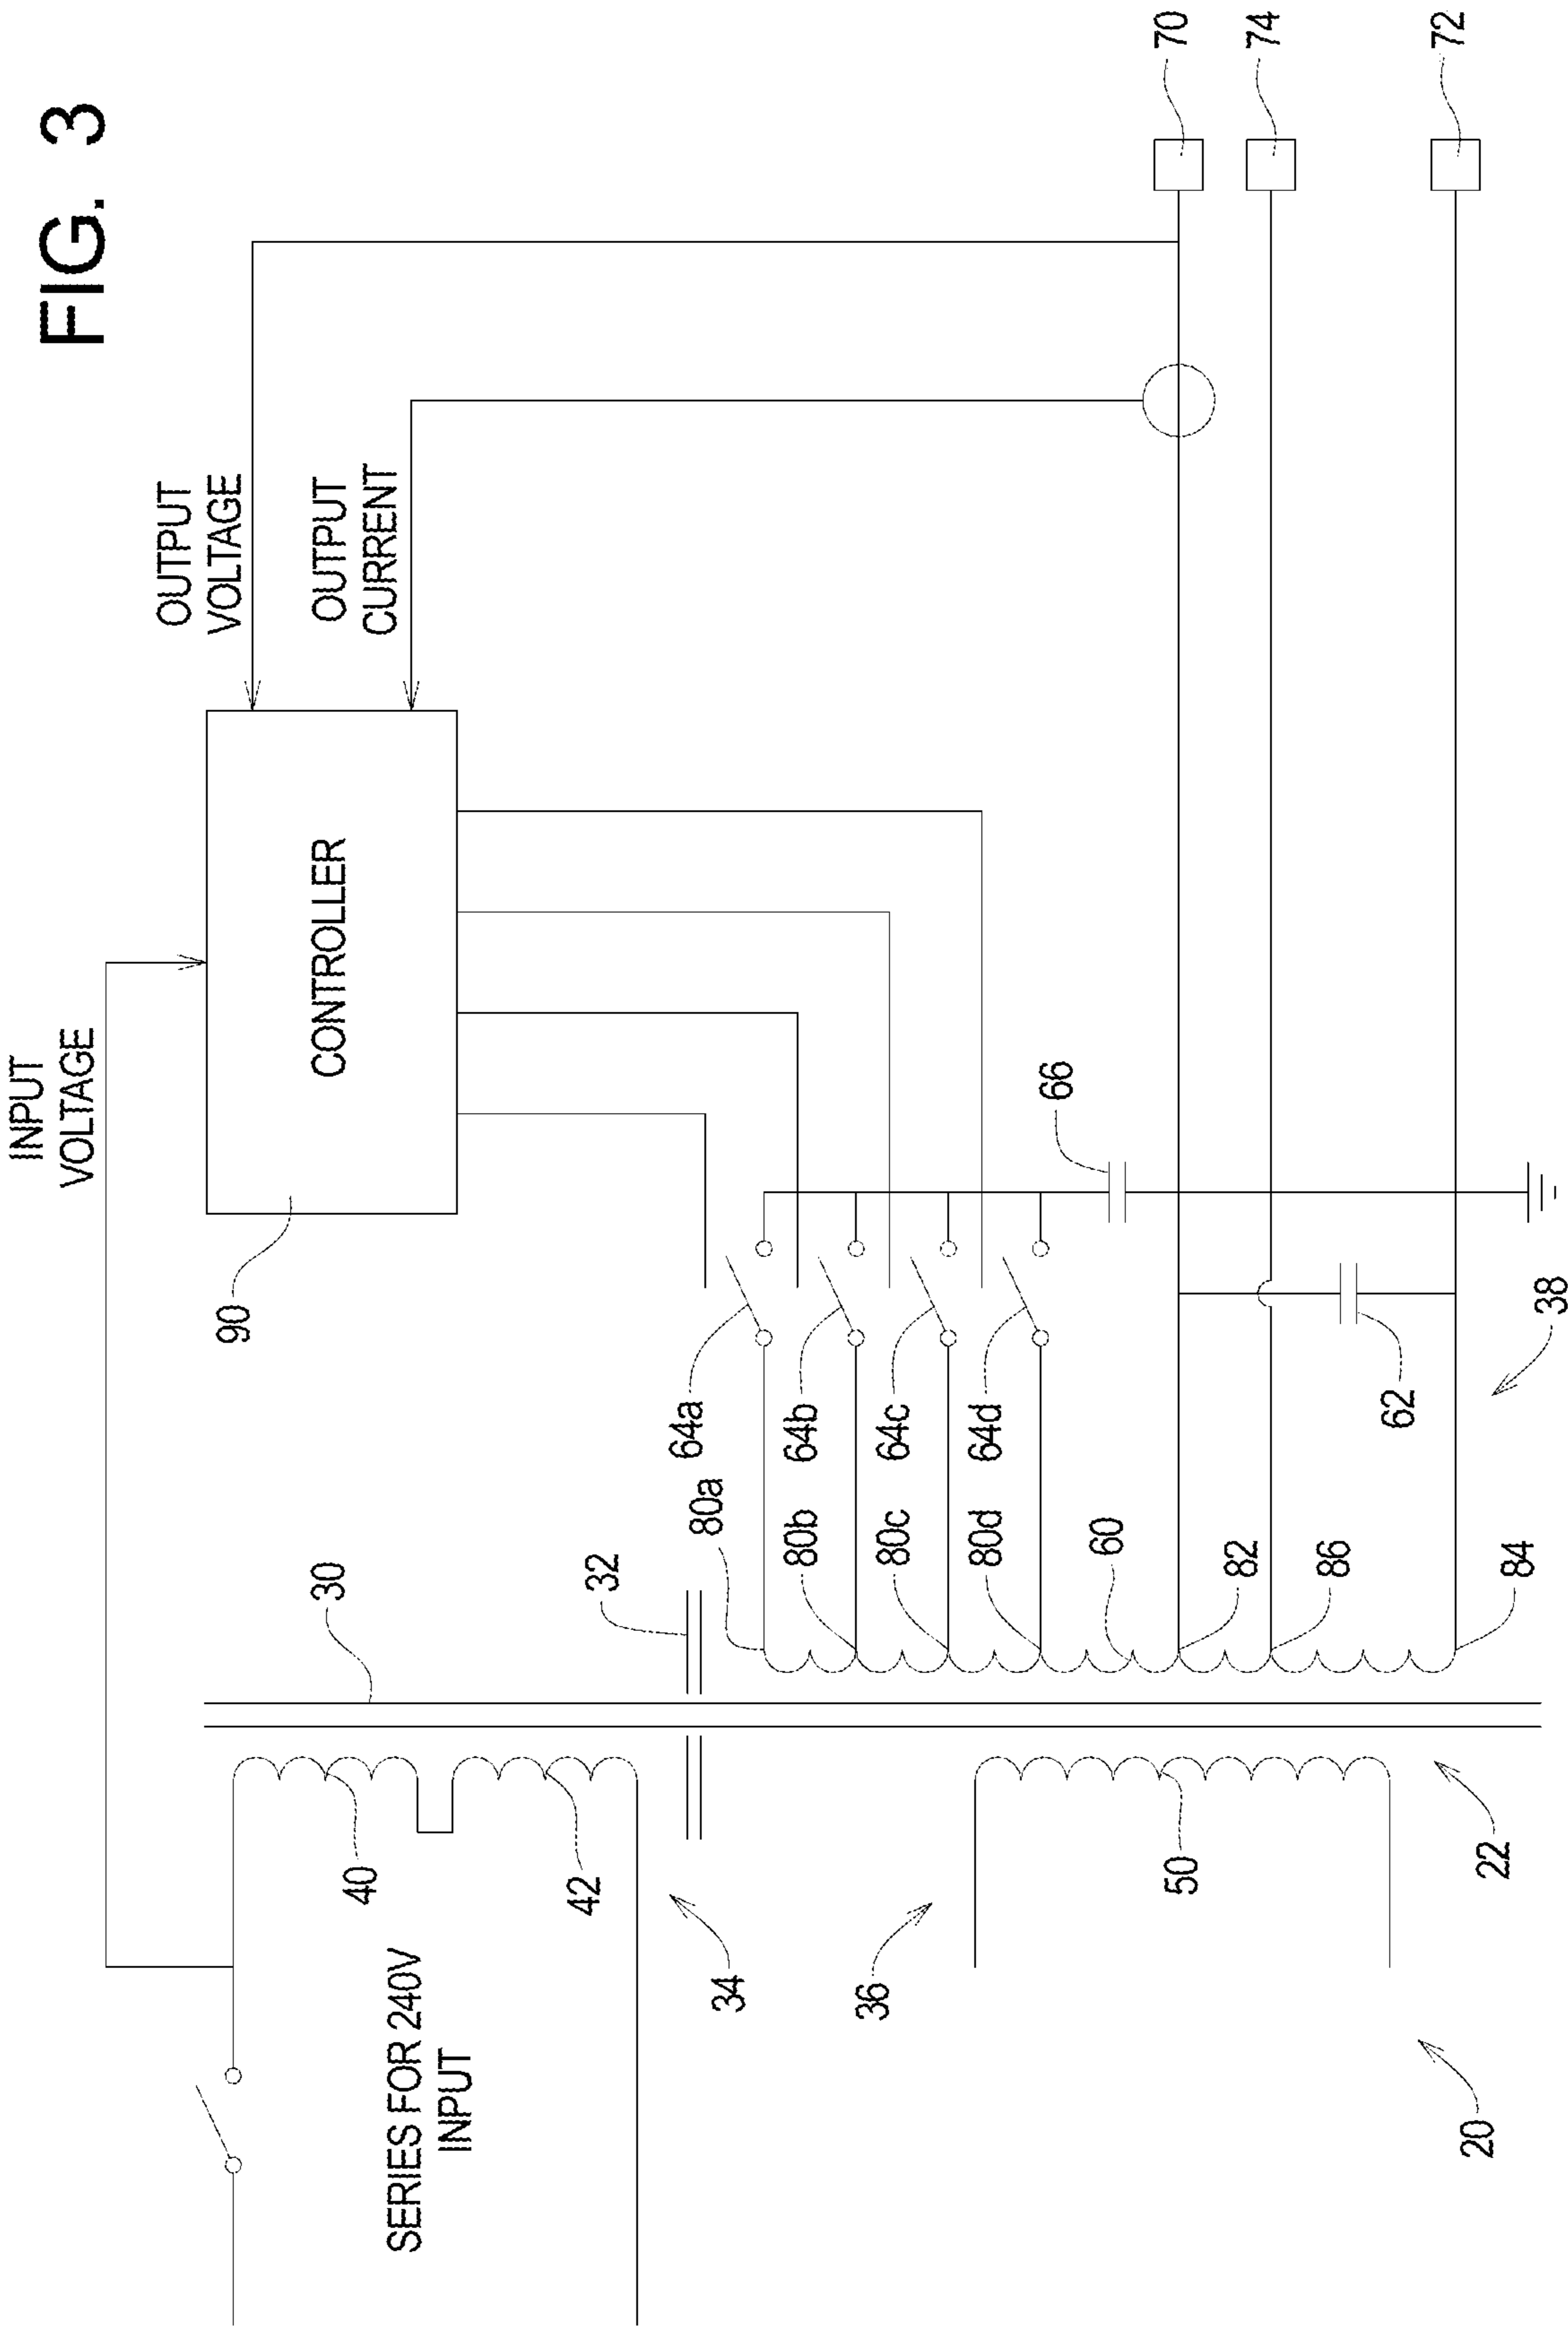 FIG. 3
INPUT
VOLTAGE
OUTPUT
VOLTAGE
OUTPUT
CURRENT
CONTROLLER
90
SERIES FOR 240V
INPUT
40
42
30
32
34
36
50
20
22
64a
64b
64c
64d
80a
80b
80c
80d
60
82
86
84
66
62
38
70
74
72